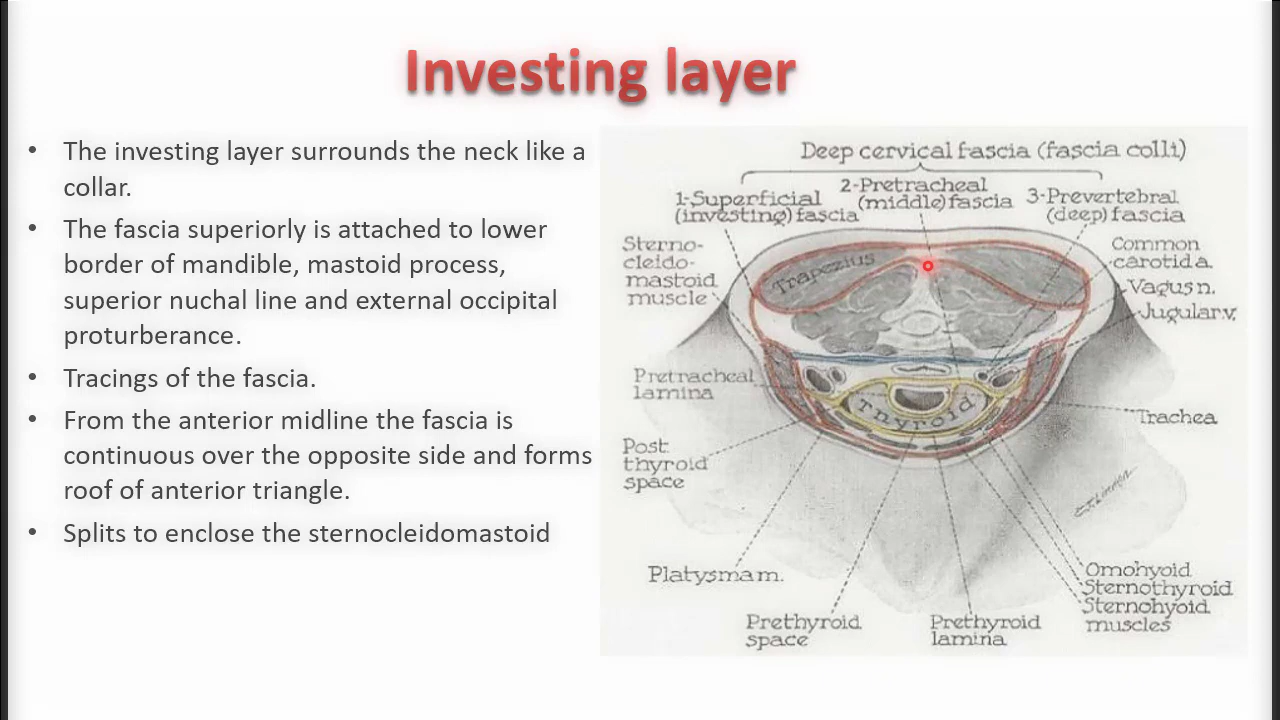 Investing layer
• The investing layer surrounds the neck like a
collar.
• The fascia superiorly is attached to lower
border of mandible, mastoid process,
superior nuchal line and external occipital
proturberance.
• Tracings of the fascia.
• From the anterior midline the fascia is
continuous over the opposite side and forms
roof of anterior triangle.
• Splits to enclose the sternocleidomastoid
Deep cervical fascia (fascia colli)
1-Superficial
(investing) fascia
2-Pretracheal
(middle) fascia
3-Prevertebral
(deep) fascia
Sterno-
cleido-
mastoid
muscle
Trapezius
Common
carotid a.
Vagus n.
Jugular v.
Pretracheal
lamina
Thyroid
Trachea
Post.
thyroid
space
Platysma m.
Prethyroid
space
Prethyroid
lamina
Omohyoid
Sternothyroid
Sternohyoid
muscles